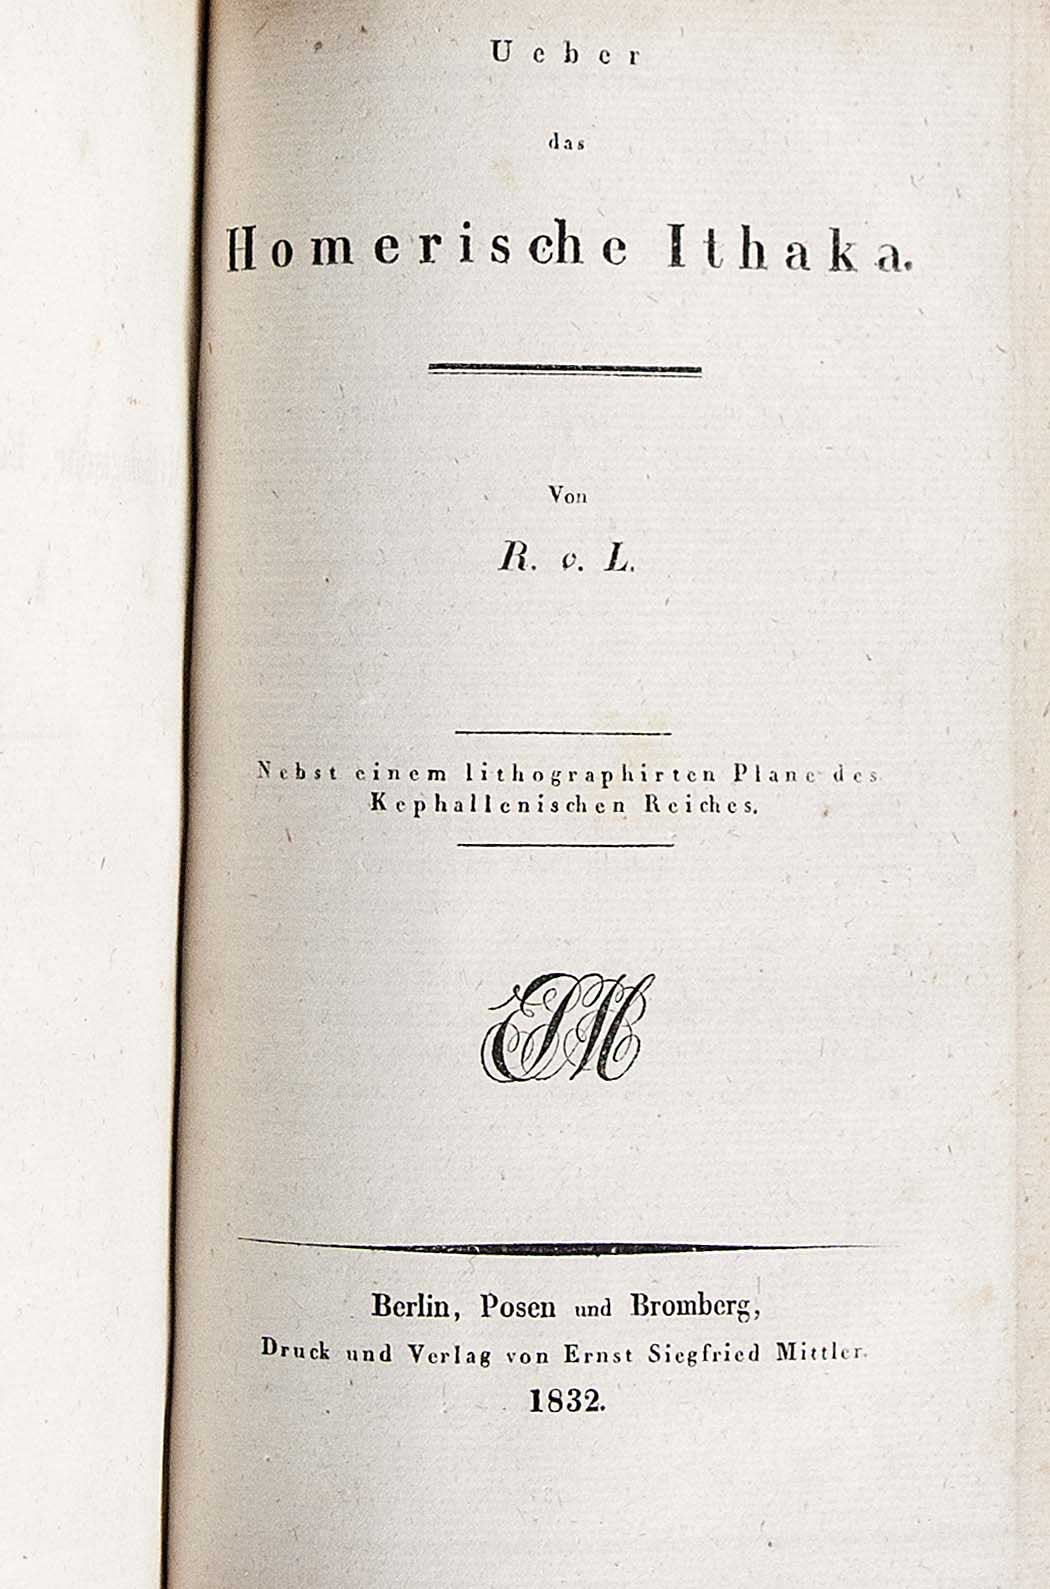 Ueber
das
Homerische Ithaka.
Von
R. v. L.
Nebst einem lithographirten Plane des
Kephallenischen Reiches.
ESM
Berlin, Posen und Bromberg,
Druck und Verlag von Ernst Siegfried Mittler.
1832.